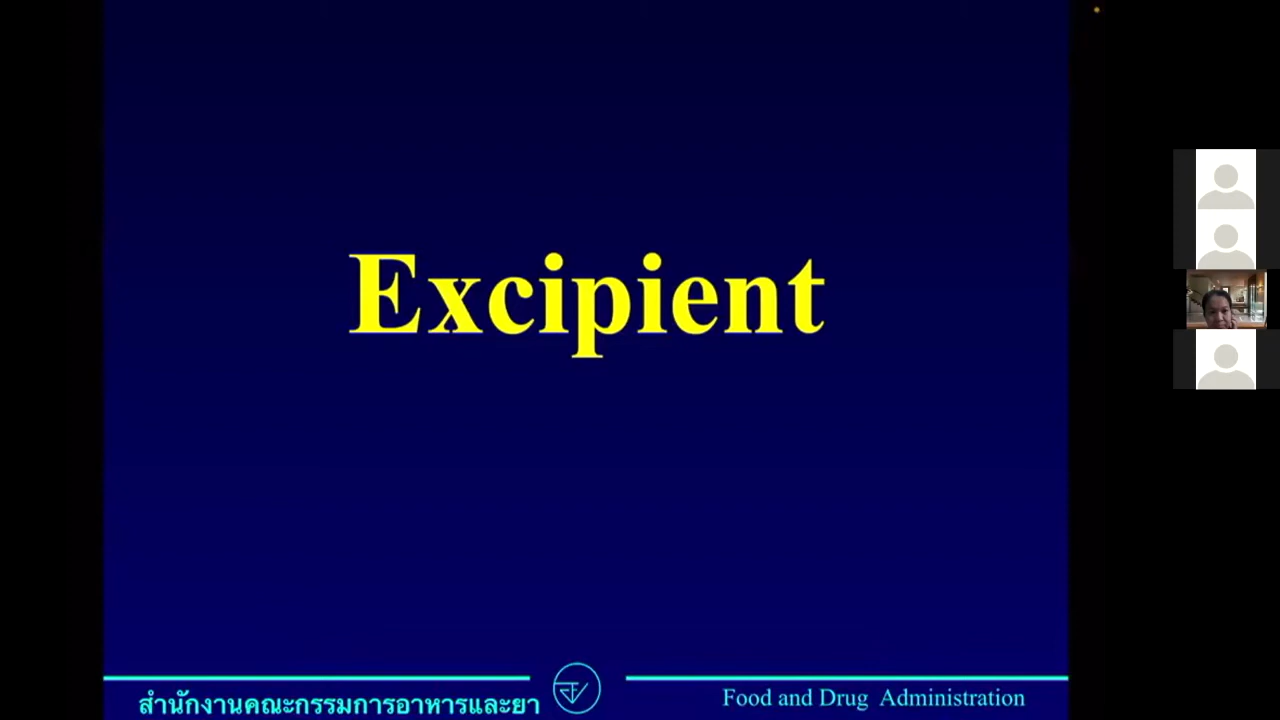 Excipient
สำนักงานคณะกรรมการอาหารและยา
Food and Drug Administration